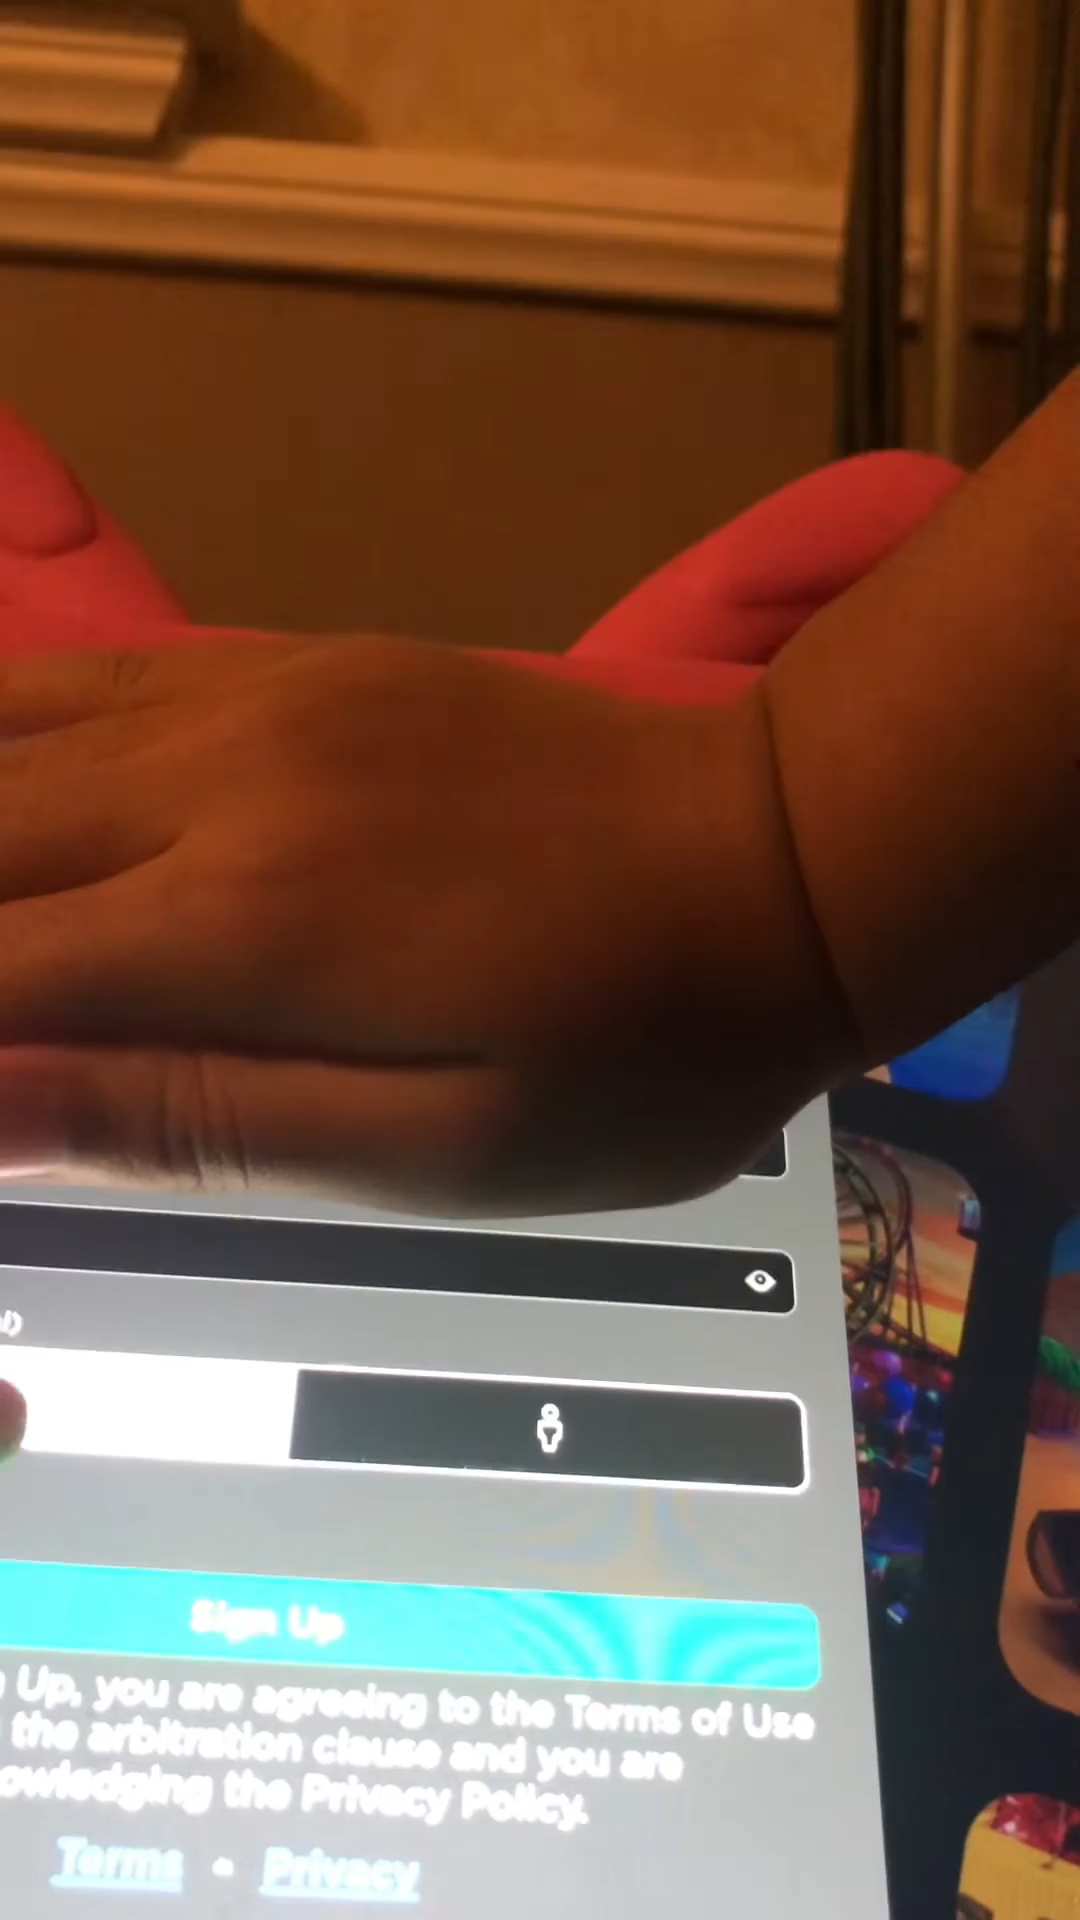 Sign Up
Up, you are agreeing to the Terms of Use
the arbitration clause and you are
owledging the Privacy Policy.
Terms • Privacy